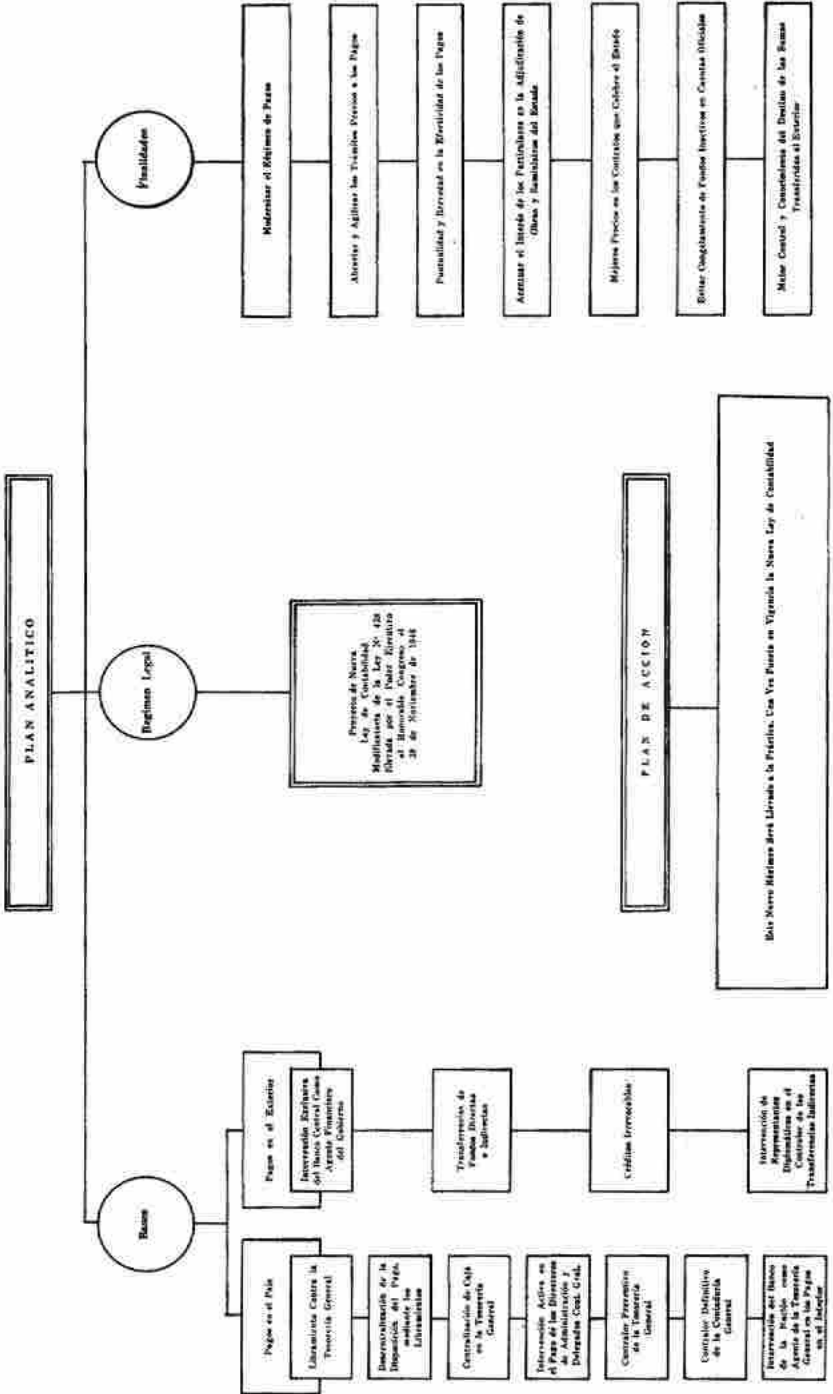 PLAN ANALITICO
Bases
Pagos en el País
Libramiento Contra la
Tesorería General
Descentralización de la
Disposición del Pago,
mediante los
Libramientos
Centralización de Caja
en la Tesorería
General
Intervención Activa en
el Pago de los Directores
de Administración y
Delegados Cont. Gral.
Contralor Preventivo
de la Tesorería
General
Contralor Definitivo
de la Contaduría
General
Intervención del Banco
de la Nación como
Agente de la Tesorería
General en los Pagos
en el Interior
Pagos en el Exterior
Intervención Exclusiva
del Banco Central Como
Agente Financiero
del Gobierno
Transferencias de
Fondos Directas
e Indirectas
Créditos Irrevocables
Intervención de
Representantes
Diplomáticos en el
Contralor de las
Transferencias Indirectas
Regimen Legal
Proyecto de Nueva
Ley de Contabilidad
Modificatoria de la Ley Nº 428
Elevada por el Poder Ejecutivo
al Honorable Congreso el
de Noviembre de 1946
Finalidades
Modernizar el Régimen de Pagos
Abreviar y Agilizar los Trámites Previos a los Pagos
Puntualidad y Brevedad en la Efectividad de los Pagos
Acentuar el Interés de los Particulares en la Adjudicación de
Obras y Suministros del Estado
Mejores Precios en los Contratos que Celebre el Estado
Evitar Congelamiento de Fondos Inactivos en Cuentas Oficiales
Mejor Control y Conocimiento del Destino de las Sumas
Transferidas al Exterior
PLAN DE ACCION
Este Nuevo Régimen Será Llevado a la Práctica, Una Vez Puesta en Vigencia la Nueva Ley de Contabilidad